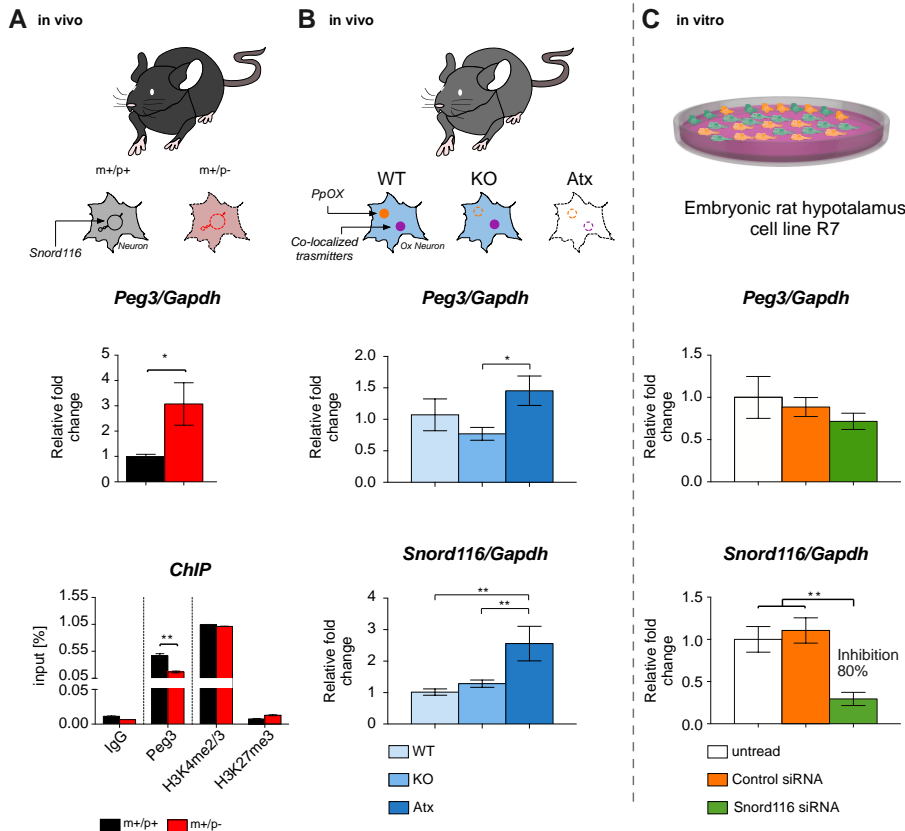 A in vivo
m+/p+ m+/p-
Snord116
Neuron
Peg3/Gapdh
Relative fold
change
5
4
3
2
1
0
*
ChIP
input [%]
1.55
1.05
0.55
0.05
0.05
0.00
**
IgG
Peg3
H3K4me2/3
H3K27me3
m+/p+ m+/p-
B in vivo
WT KO Atx
PpOX
Co-localized
trasmitters
Ox Neuron
Peg3/Gapdh
Relative fold
change
2.0
1.5
1.0
0.5
0.0
*
Snord116/Gapdh
Relative fold
change
4
3
2
1
0
**
**
WT
KO
Atx
C in vitro
Embryonic rat hypotalamus
cell line R7
Peg3/Gapdh
Relative fold
change
1.5
1.0
0.5
0.0
Snord116/Gapdh
Relative fold
change
1.5
1.0
0.5
0.0
**
Inhibition
80%
untread
Control siRNA
Snord116 siRNA